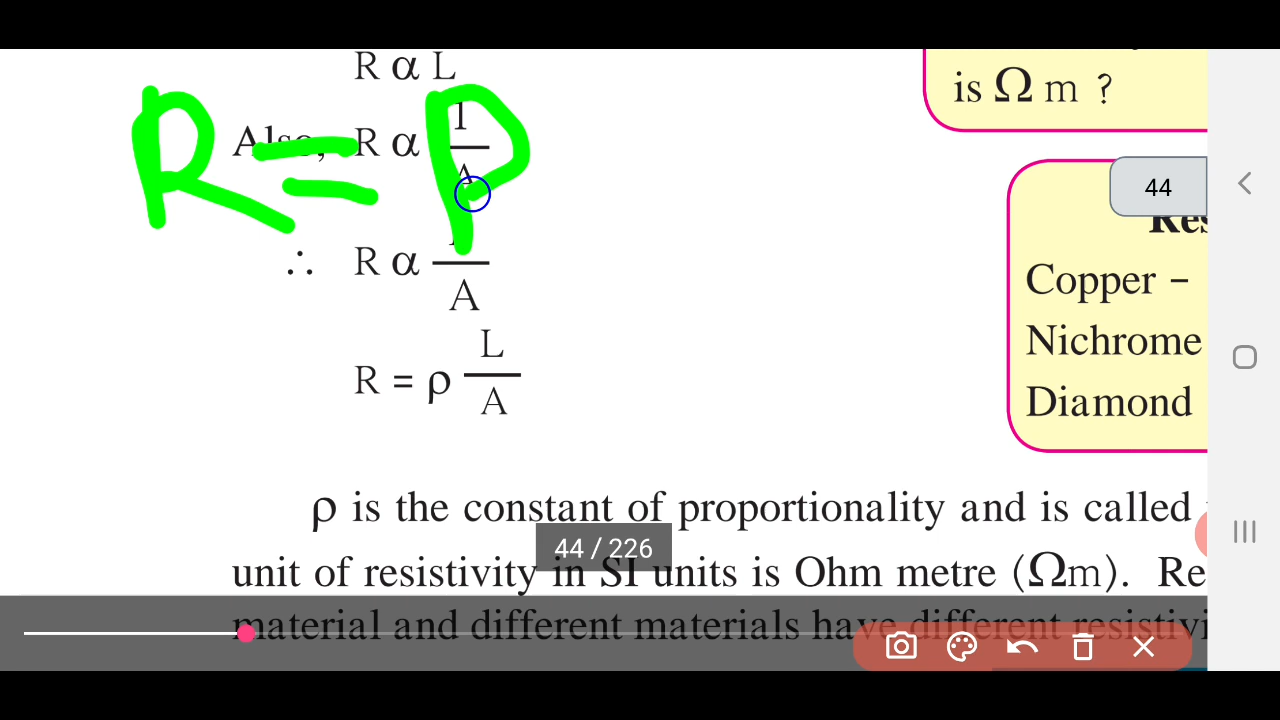 R α L
is Ω m ?
Also, R α 1/A
R = P
44
Res
∴ R α /A
Copper –
Nichrome
Diamond
R = ρ L/A
ρ is the constant of proportionality and is called
unit of resistivity in SI units is Ohm metre (Ωm). Re
44 / 226
material and different materials have different resistivi